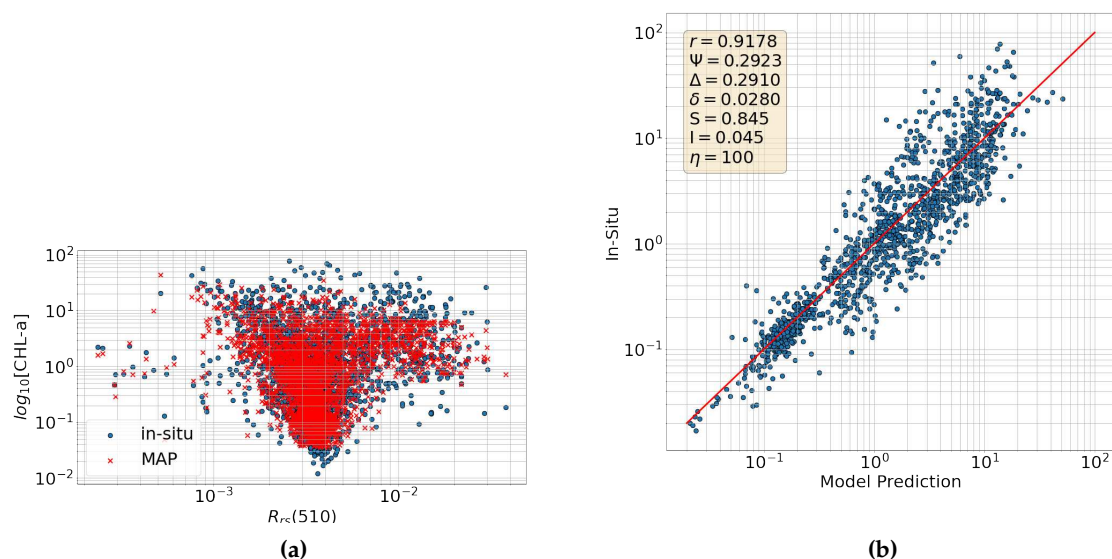 10²
10¹
10⁰
10⁻¹
10⁻²
log₁₀[CHL-a]
in-situ
MAP
10⁻³
10⁻²
R_rs(510)
(a)
r = 0.9178
Ψ = 0.2923
Δ = 0.2910
δ = 0.0280
S = 0.845
I = 0.045
η = 100
10²
10¹
10⁰
10⁻¹
In-Situ
10⁻¹
10⁰
10¹
10²
Model Prediction
(b)